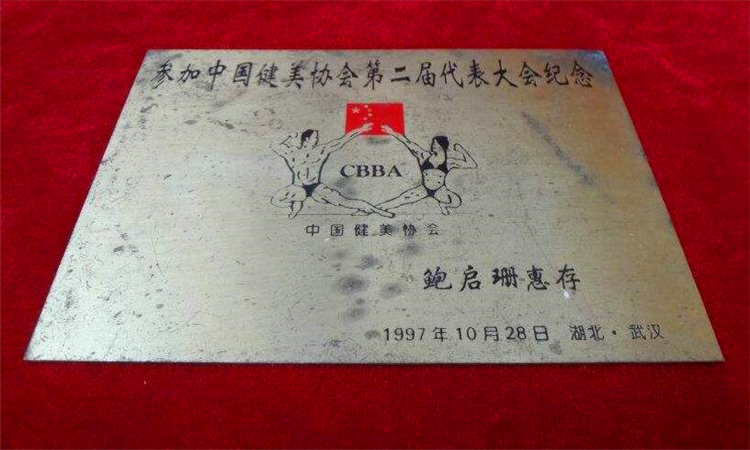 参加中国健美协会第二届代表大会纪念
CBBA
中国健美协会
鲍启珊惠存
1997年10月28日 湖北·武汉